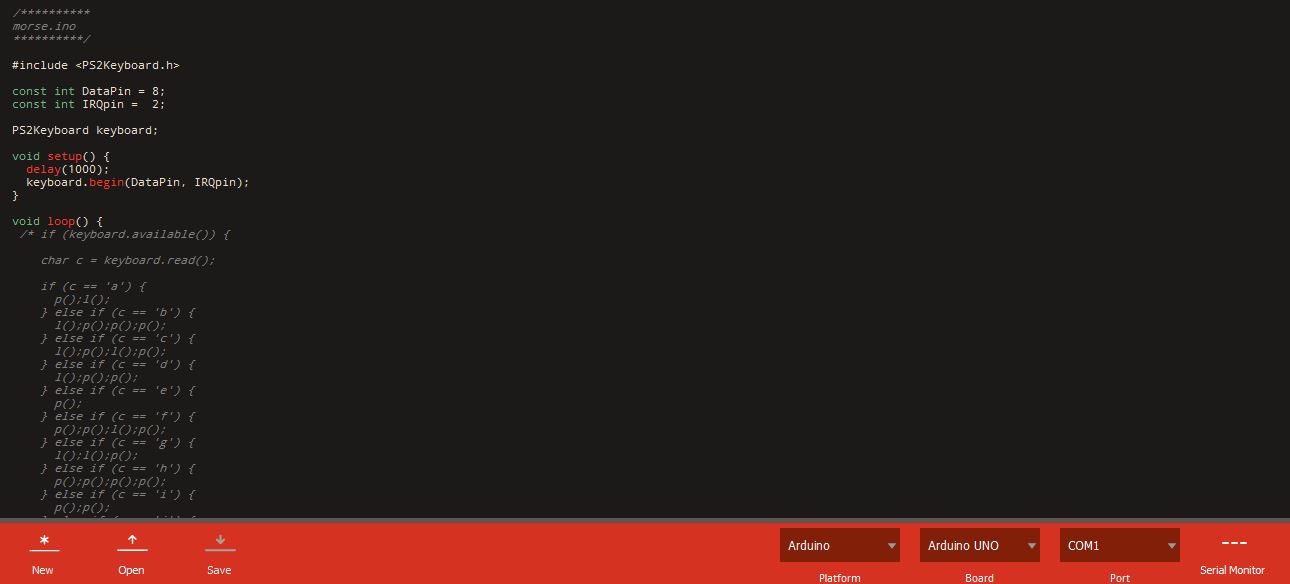 /**********
morse.ino
**********/
#include <PS2Keyboard.h>
const int DataPin = 8;
const int IRQpin =  2;
PS2Keyboard keyboard;
void setup() {
  delay(1000);
  keyboard.begin(DataPin, IRQpin);
}
void loop() {
 /* if (keyboard.available()) {
    char c = keyboard.read();
    if (c == 'a') {
      p();l();
    } else if (c == 'b') {
      l();p();p();p();
    } else if (c == 'c') {
      l();p();l();p();
    } else if (c == 'd') {
      l();p();p();
    } else if (c == 'e') {
      p();
    } else if (c == 'f') {
      p();p();l();p();
    } else if (c == 'g') {
      l();l();p();
    } else if (c == 'h') {
      p();p();p();p();
    } else if (c == 'i') {
      p();p();
Arduino Arduino UNO COM1
New Open Save Platform Board Port Serial Monitor